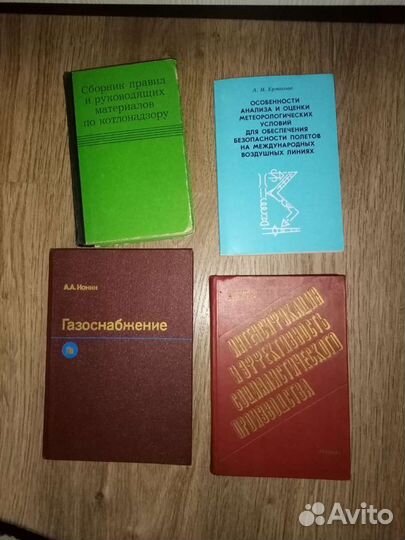 Сборник правил
и руководящих
материалов
по котлонадзору
А. И. Ермаков
ОСОБЕННОСТИ
АНАЛИЗА И ОЦЕНКИ
МЕТЕОРОЛОГИЧЕСКИХ
УСЛОВИЙ
ДЛЯ ОБЕСПЕЧЕНИЯ
БЕЗОПАСНОСТИ ПОЛЕТОВ
НА МЕЖДУНАРОДНЫХ
ВОЗДУШНЫХ ЛИНИЯХ
А.А. Ионин
Газоснабжение
ИНТЕНСИФИКАЦИЯ
И ЭФФЕКТИВНОСТЬ
СОЦИАЛИСТИЧЕСКОГО
ПРОИЗВОДСТВА
Avito